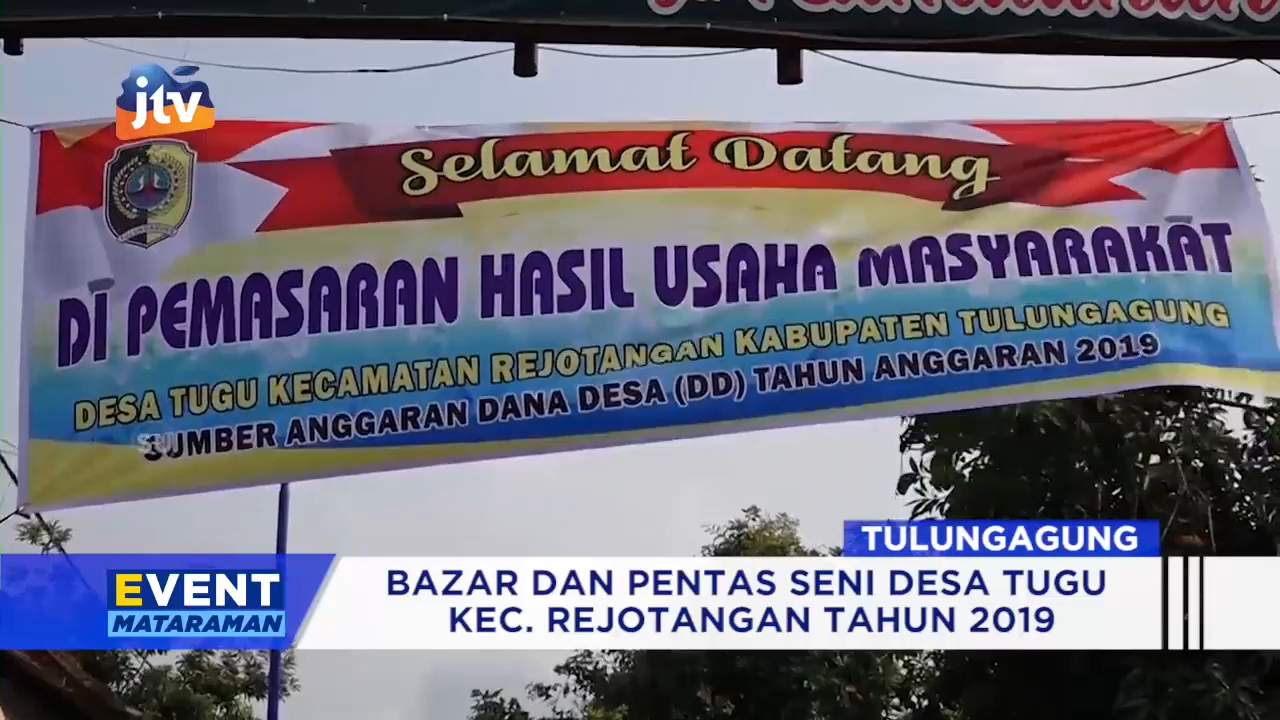 jtv
Selamat Datang
DI PEMASARAN HASIL USAHA MASYARAKAT
DESA TUGU KECAMATAN REJOTANGAN KABUPATEN TULUNGAGUNG
SUMBER ANGGARAN DANA DESA (DD) TAHUN ANGGARAN 2019
TULUNGAGUNG
EVENT
MATARAMAN
BAZAR DAN PENTAS SENI DESA TUGU
KEC. REJOTANGAN TAHUN 2019